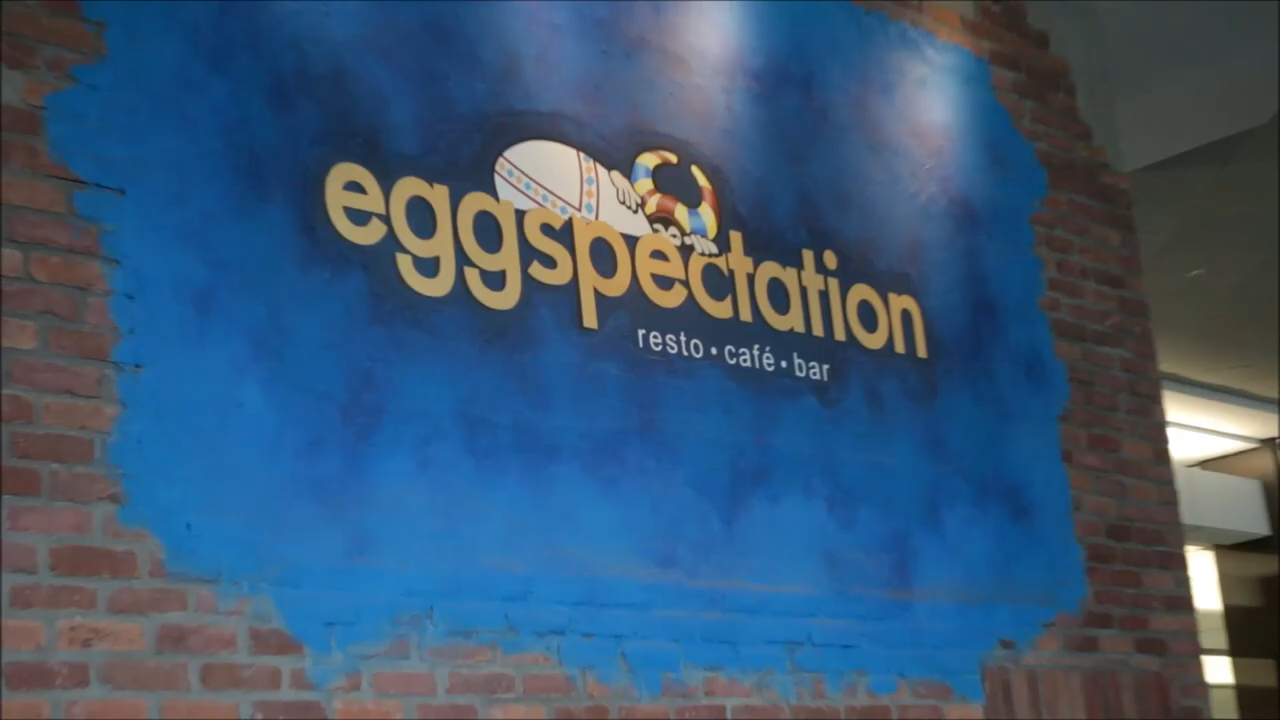 eggspectation
resto • café • bar